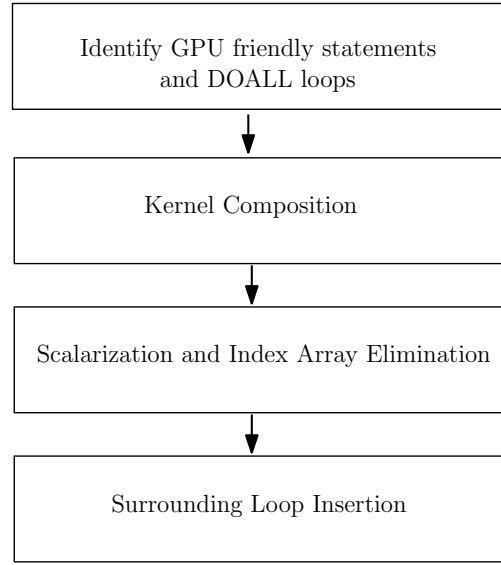 Identify GPU friendly statements
and DOALL loops
Kernel Composition
Scalarization and Index Array Elimination
Surrounding Loop Insertion